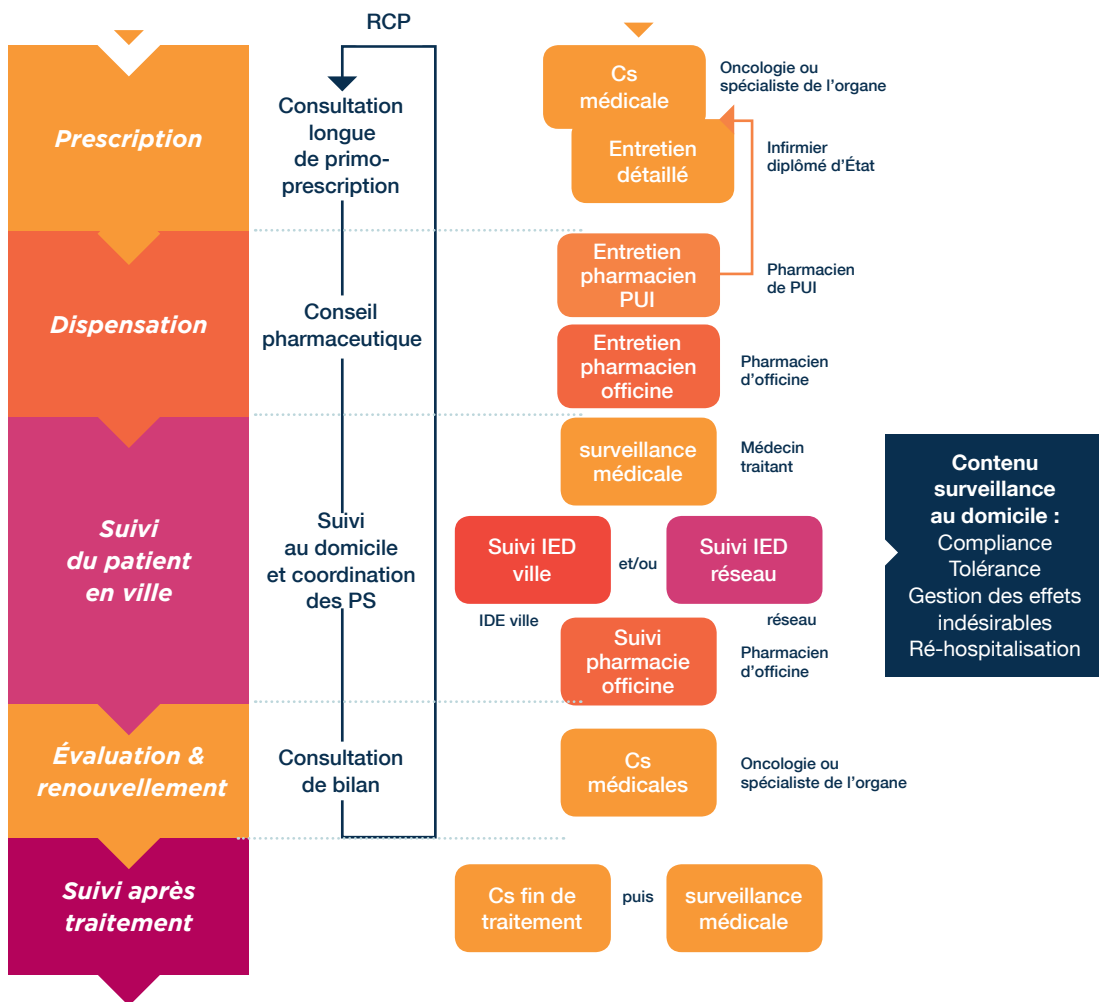 RCP
Prescription
Consultation
longue
de primo-
prescription
Cs
médicale
Oncologie ou
spécialiste de l'organe
Entretien
détaillé
Infirmier
diplômé d'État
Dispensation
Conseil
pharmaceutique
Entretien
pharmacien
PUI
Pharmacien
de PUI
Entretien
pharmacien
officine
Pharmacien
d'officine
Suivi
du patient
en ville
Suivi
au domicile
et coordination
des PS
surveillance
médicale
Médecin
traitant
Suivi IED
ville
et/ou
Suivi IED
réseau
IDE ville
réseau
Suivi
pharmacie
officine
Pharmacien
d'officine
Contenu
surveillance
au domicile :
Compliance
Tolérance
Gestion des effets
indésirables
Ré-hospitalisation
Évaluation &
renouvellement
Consultation
de bilan
Cs
médicales
Oncologie ou
spécialiste de l'organe
Suivi après
traitement
Cs fin de
traitement
puis
surveillance
médicale